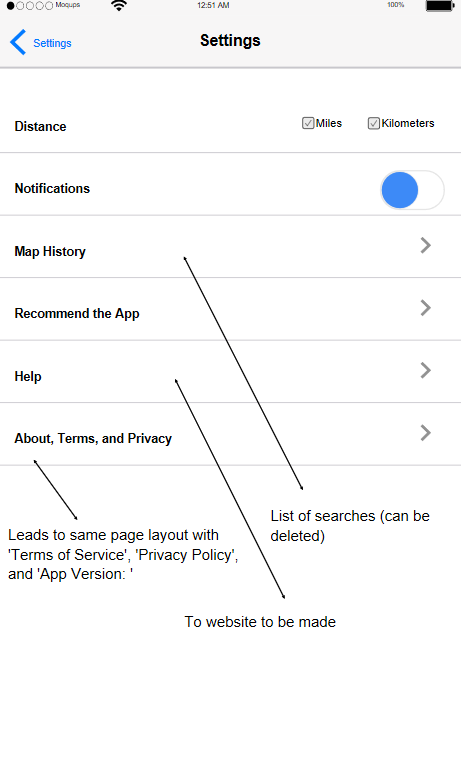 Moqups 12:51 AM 100%
Settings Settings
Distance Miles Kilometers
Notifications
Map History
Recommend the App
Help
About, Terms, and Privacy
List of searches (can be
deleted)
Leads to same page layout with
'Terms of Service', 'Privacy Policy',
and 'App Version: '
To website to be made